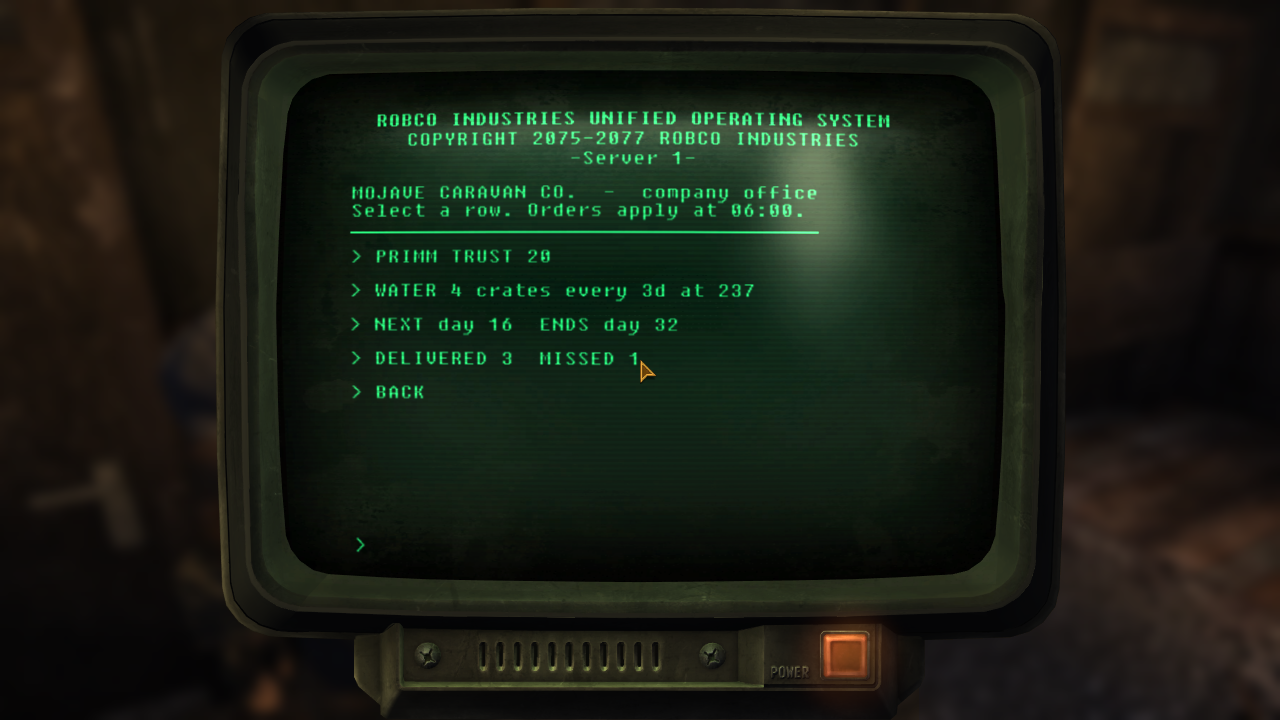 ROBCO INDUSTRIES UNIFIED OPERATING SYSTEM
COPYRIGHT 2075-2077 ROBCO INDUSTRIES
-Server 1-
MOJAVE CARAVAN CO. - company office
Select a row. Orders apply at 06:00.
> PRIMM TRUST 20
> WATER 4 crates every 3d at 237
> NEXT day 16 ENDS day 32
> DELIVERED 3 MISSED 1
> BACK
>
POWER